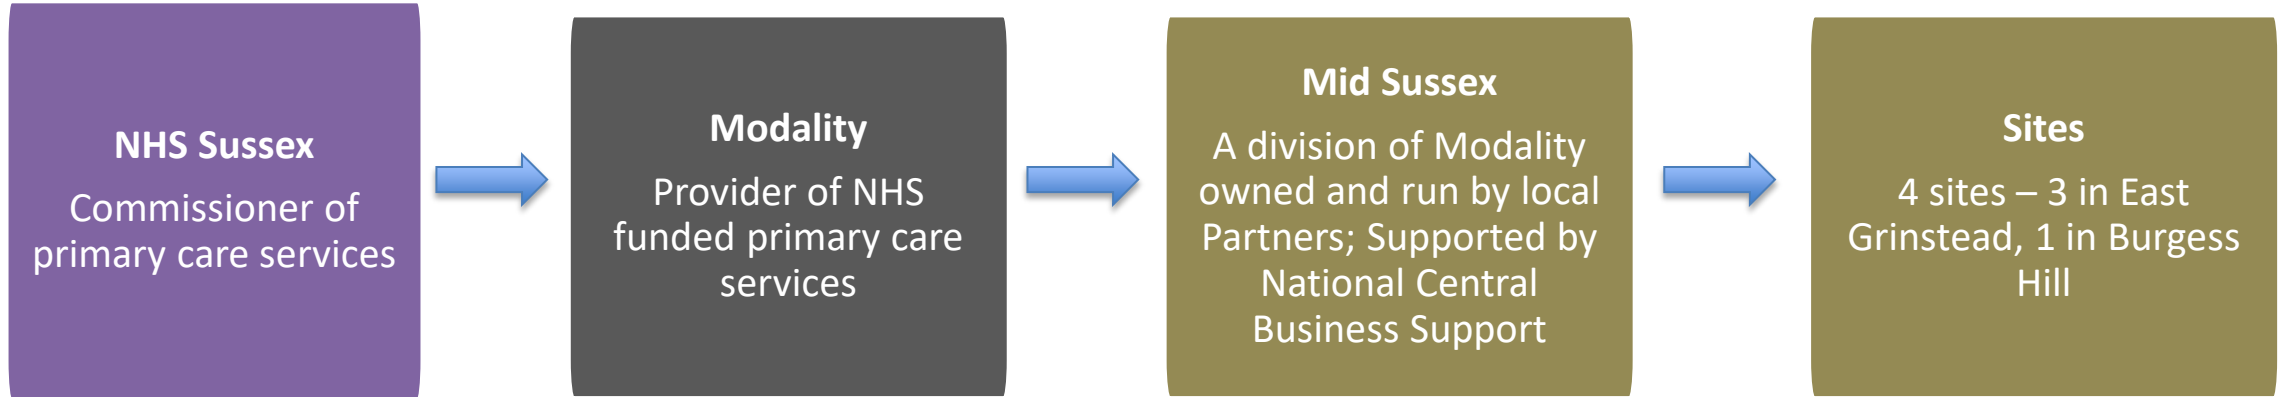 NHS Sussex
Commissioner of
primary care services
Modality
Provider of NHS
funded primary care
services
Mid Sussex
A division of Modality
owned and run by local
Partners; Supported by
National Central
Business Support
Sites
4 sites – 3 in East
Grinstead, 1 in Burgess
Hill